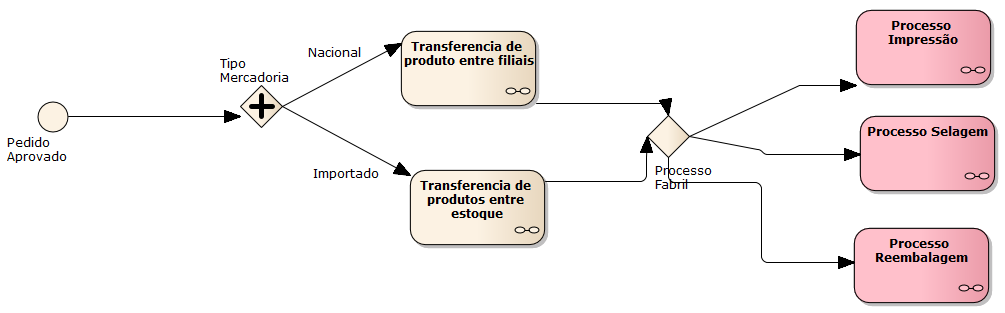 Pedido
Aprovado
Tipo
Mercadoria
Nacional
Importado
Transferencia de
produto entre filiais
Transferencia de
produtos entre
estoque
Processo
Fabril
Processo
Impressão
Processo Selagem
Processo
Reembalagem